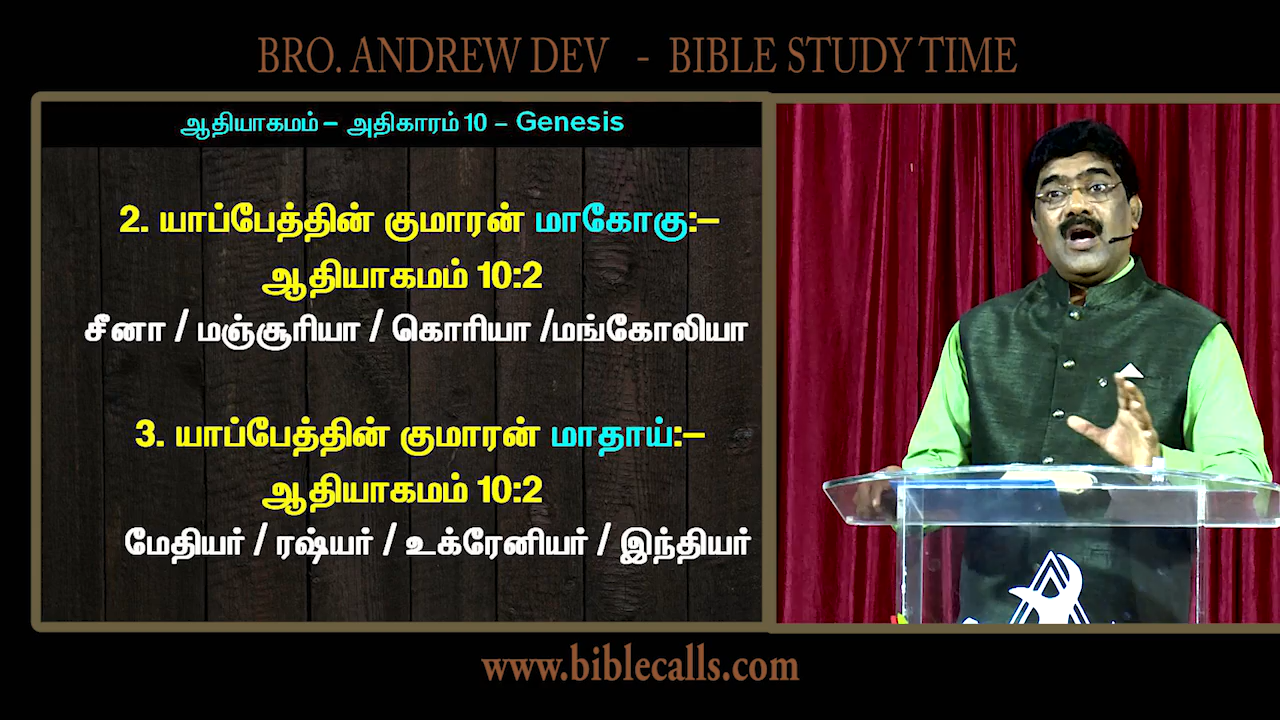 BRO. ANDREW DEV - BIBLE STUDY TIME
ஆதியாகமம் – அதிகாரம் 10 – Genesis
2. யாப்பேத்தின் குமாரன் மாகோகு:–
ஆதியாகமம் 10:2
சீனா / மஞ்சூரியா / கொரியா /மங்கோலியா
3. யாப்பேத்தின் குமாரன் மாதாய்:–
ஆதியாகமம் 10:2
மேதியர் / ரஷ்யர் / உக்ரேனியர் / இந்தியர்
www.biblecalls.com